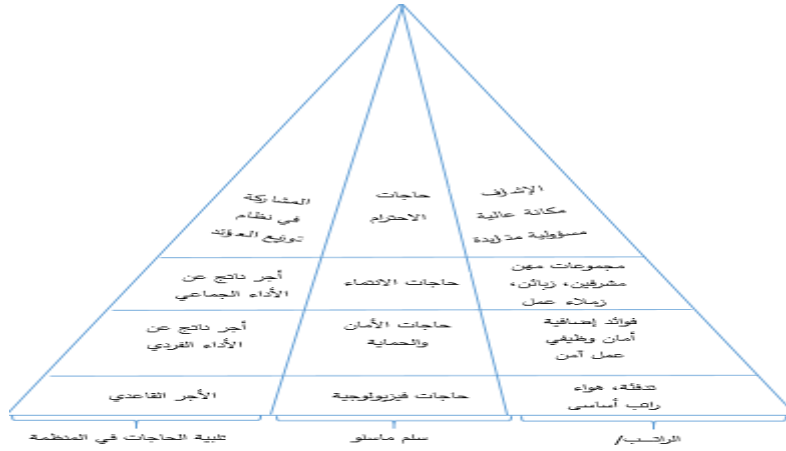 الإشراف
مكانة عالية
مسؤولية متزايدة
حاجات
الاحترام
المشاركة
في نظام
توزيع العوائد
مجموعات مهن
مشرفين، زبائن،
زملاء عمل
حاجات الانتماء
أجر ناتج عن
الأداء الجماعي
فوائد إضافية
أمان وظيفي
عمل آمن
حاجات الأمان
والحماية
أجر ناتج عن
الأداء الفردي
تدفئة، هواء
راتب أساسي
حاجات فيزيولوجية
الأجر القاعدي
الراتب/
سلم ماسلو
تلبية الحاجات في المنظمة